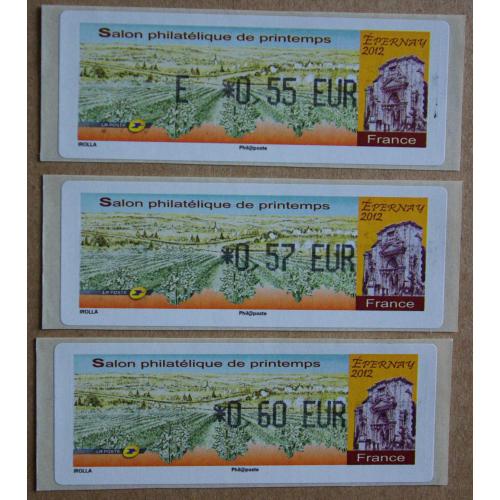 Salon philatélique de printemps
ÉPERNAY
2012
E *0,55 EUR
LA POSTE
France
IROLLA
Phil@poste
Salon philatélique de printemps
ÉPERNAY
2012
*0,57 EUR
LA POSTE
France
IROLLA
Phil@poste
Salon philatélique de printemps
ÉPERNAY
2012
*0,60 EUR
LA POSTE
France
IROLLA
Phil@poste